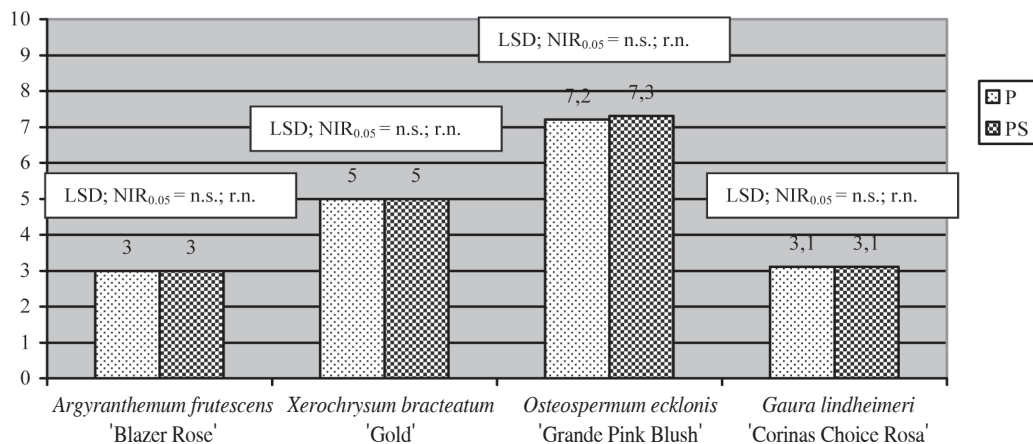 10
9
8
7
6
5
4
3
2
1
0
LSD; NIR0.05 = n.s.; r.n.
3
3
LSD; NIR0.05 = n.s.; r.n.
5
5
LSD; NIR0.05 = n.s.; r.n.
7,2
7,3
LSD; NIR0.05 = n.s.; r.n.
3,1
3,1
P
PS
Argyranthemum frutescens
'Blazer Rose'
Xerochrysum bracteatum
'Gold'
Osteospermum ecklonis
'Grande Pink Blush'
Gaura lindheimeri
'Corinas Choice Rosa'